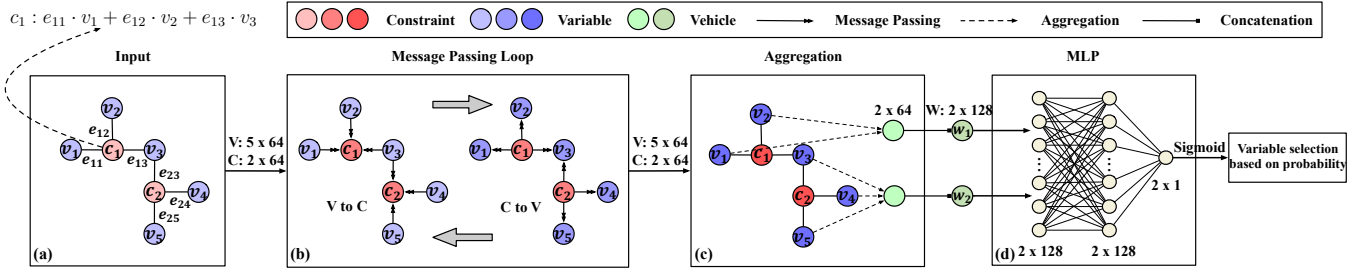 c₁ : e₁₁ · v₁ + e₁₂ · v₂ + e₁₃ · v₃
Constraint Variable Vehicle Message Passing Aggregation Concatenation
Input
v₂
e₁₂
v₁ e₁₁ c₁ e₁₃ v₃
e₂₃
c₂ e₂₄ v₄
e₂₅
v₅
(a)
V: 5 x 64
C: 2 x 64
Message Passing Loop
v₂
v₁ c₁ v₃
c₂ v₄
V to C
v₅
(b)
v₂
v₁ c₁ v₃
c₂ v₄
C to V
v₅
V: 5 x 64
C: 2 x 64
Aggregation
v₂
v₁ c₁ v₃
c₂ v₄
v₅
(c)
2 x 64
W: 2 x 128
w₁
w₂
MLP
(d)
2 x 128
2 x 128
2 x 1
Sigmoid
Variable selection
based on probability